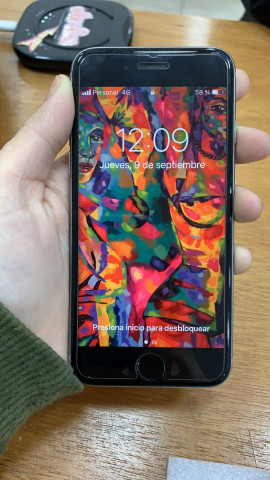 Personal 4G 58 %
12:09
Jueves, 9 de septiembre
Presiona inicio para desbloquear